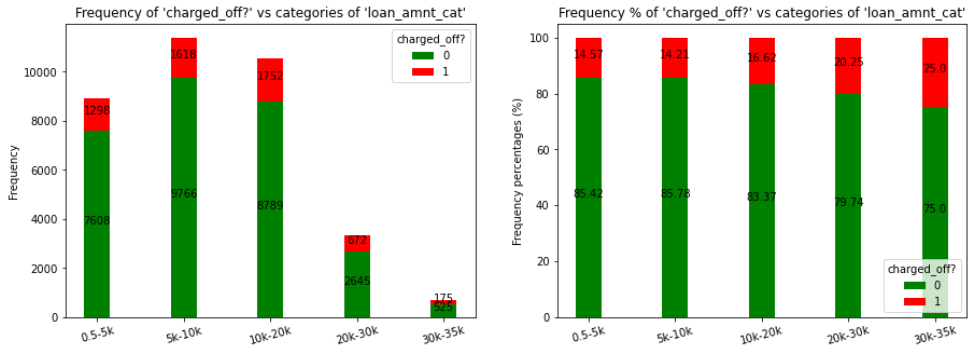 Frequency of 'charged_off?' vs categories of 'loan_amnt_cat'
charged_off?
0
1
Frequency
10000
8000
6000
4000
2000
0
1298
7608
1618
9766
1752
8789
672
2645
175
525
0.5-5k
5k-10k
10k-20k
20k-30k
30k-35k
Frequency % of 'charged_off?' vs categories of 'loan_amnt_cat'
Frequency percentages (%)
100
80
60
40
20
0
14.57
85.42
14.21
85.78
16.62
83.37
20.25
79.74
25.0
75.0
charged_off?
0
1
0.5-5k
5k-10k
10k-20k
20k-30k
30k-35k